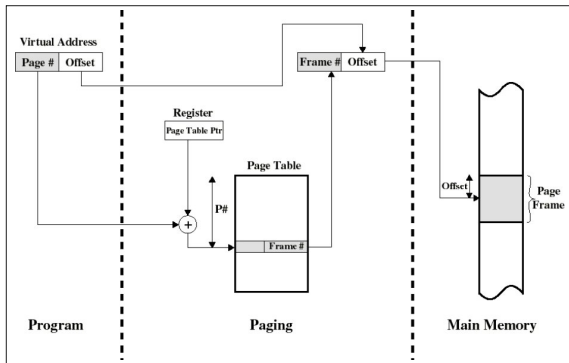 Virtual Address
Page # Offset
Frame # Offset
Register
Page Table Ptr
Page Table
P#
+
Frame #
Offset
Page
Frame
Program
Paging
Main Memory